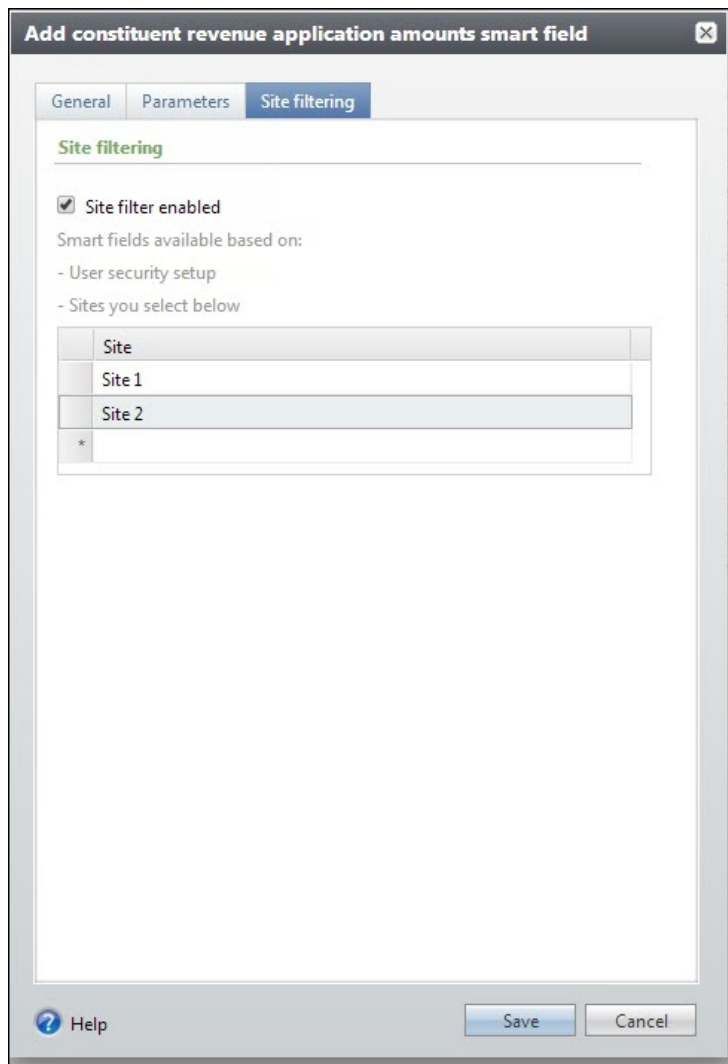 Add constituent revenue application amounts smart field
General Parameters Site filtering
Site filtering
Site filter enabled
Smart fields available based on:
- User security setup
- Sites you select below
Site
Site 1
Site 2
*
Help Save Cancel